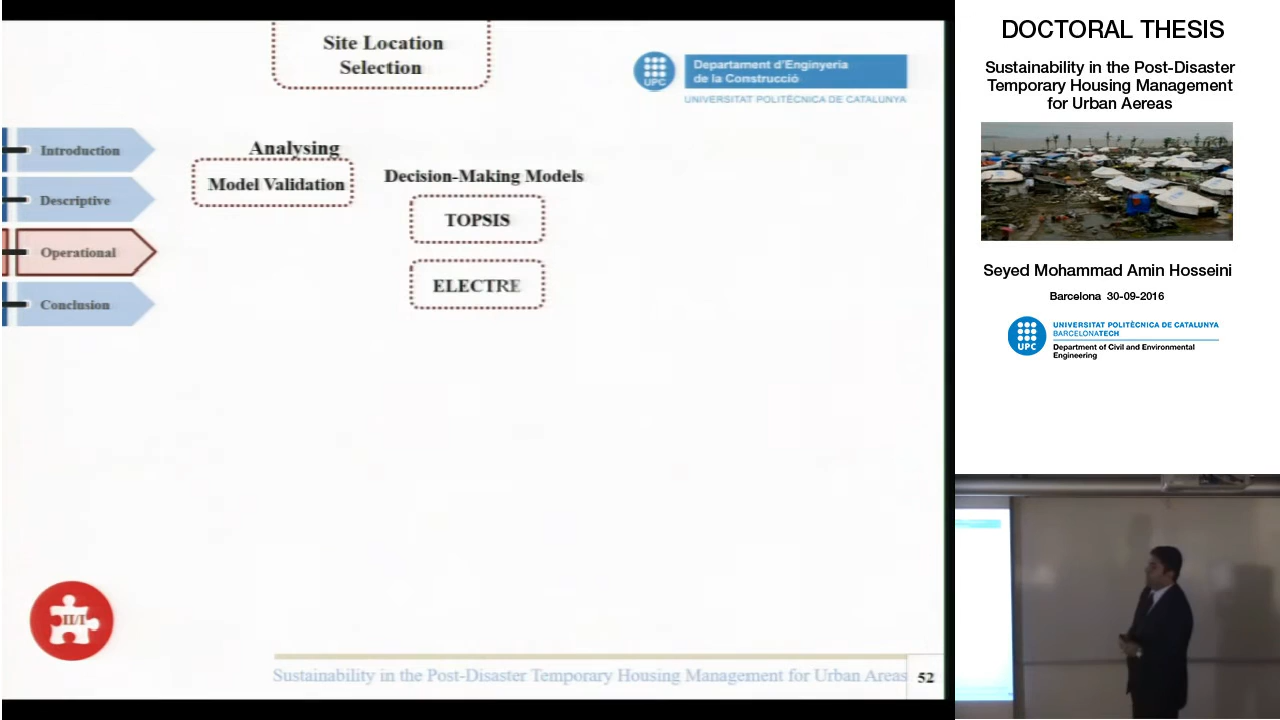 Site Location
Selection
UPC
Departament d'Enginyeria
de la Construcció
UNIVERSITAT POLITÈCNICA DE CATALUNYA
Introduction
Descriptive
Operational
Conclusion
Analysing
Model Validation
Decision-Making Models
TOPSIS
ELECTRE
II/I
Sustainability in the Post-Disaster Temporary Housing Management for Urban Areas
52
DOCTORAL THESIS
Sustainability in the Post-Disaster
Temporary Housing Management
for Urban Aereas
Seyed Mohammad Amin Hosseini
Barcelona 30-09-2016
UPC
UNIVERSITAT POLITÈCNICA DE CATALUNYA
BARCELONATECH
Department of Civil and Environmental
Engineering